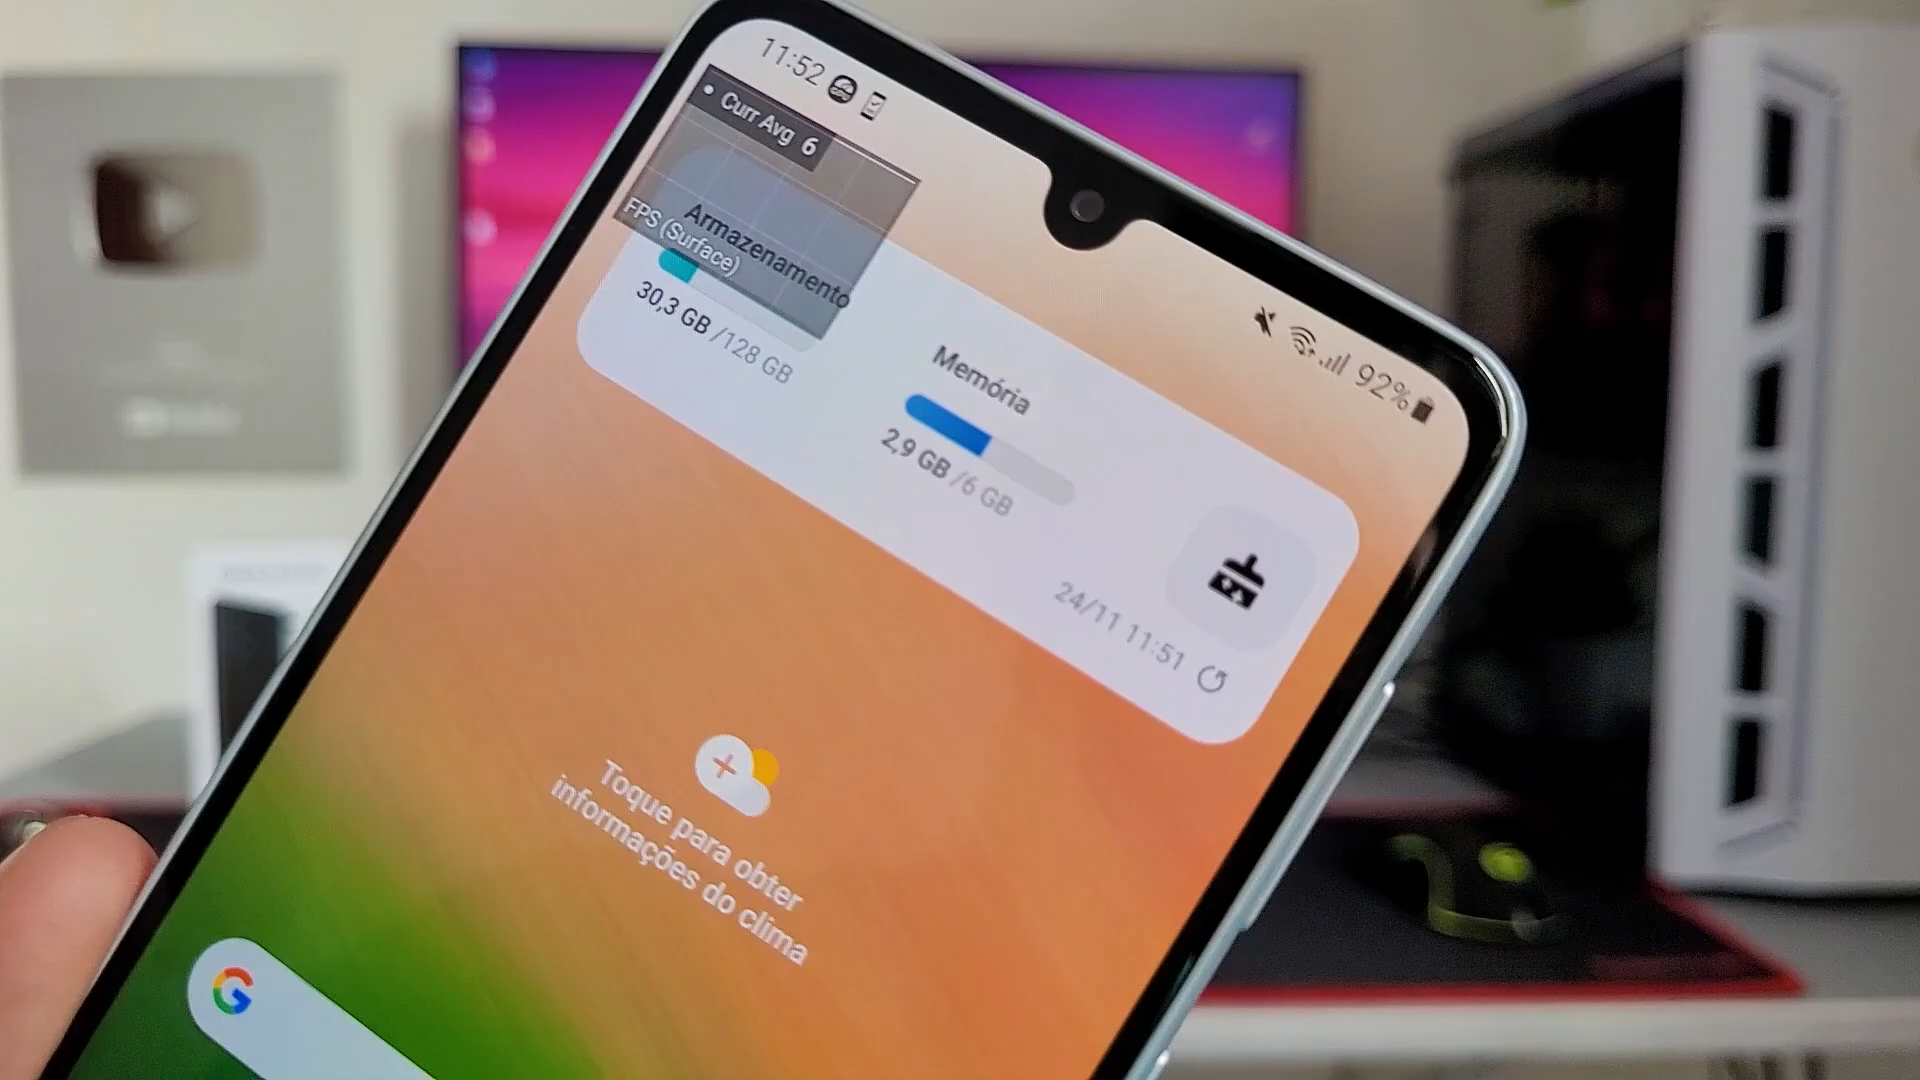 11:52
92%
Curr Avg 6
FPS (Surface)
Armazenamento
30,3 GB /128 GB
Memória
2,9 GB /6 GB
24/11 11:51
Toque para obter
informações do clima
G